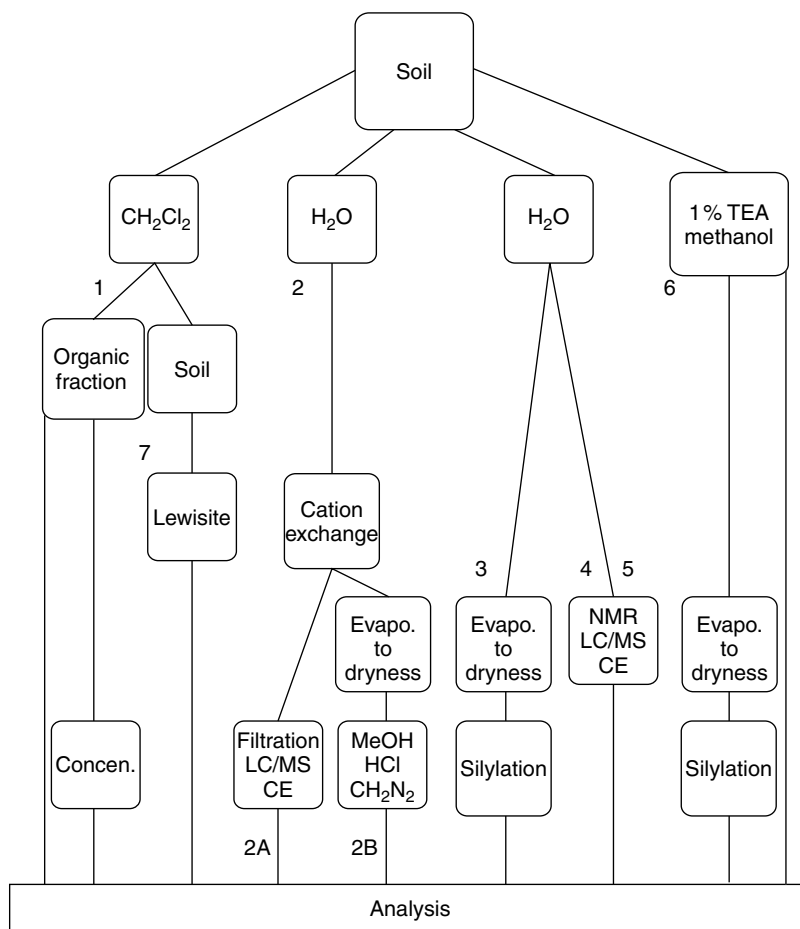 Soil
CH₂Cl₂
H₂O
H₂O
1% TEA
methanol
1
2
6
Organic
fraction
Soil
7
Lewisite
Cation
exchange
3
4
5
Evapo.
to
dryness
Evapo.
to
dryness
NMR
LC/MS
CE
Evapo.
to
dryness
Concen.
Filtration
LC/MS
CE
MeOH
HCl
CH₂N₂
Silylation
Silylation
2A
2B
Analysis